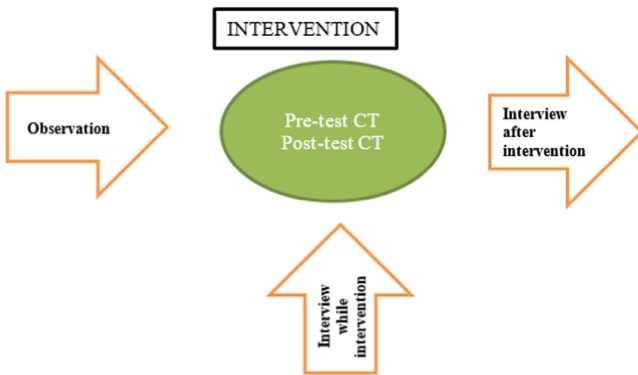 INTERVENTION
Observation
Pre-test CT
Post-test CT
Interview
after
intervention
Interview
while
intervention